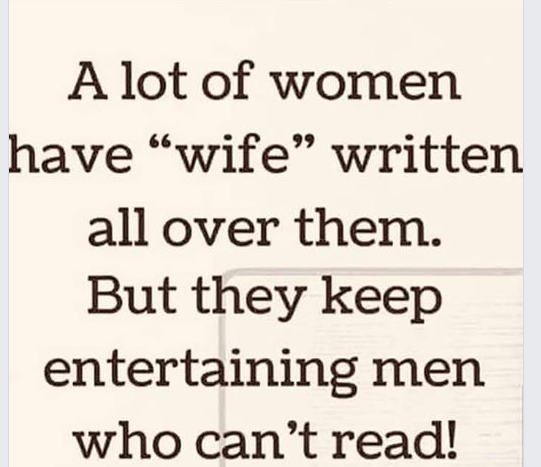 A lot of women
have “wife” written
all over them.
But they keep
entertaining men
who can’t read!